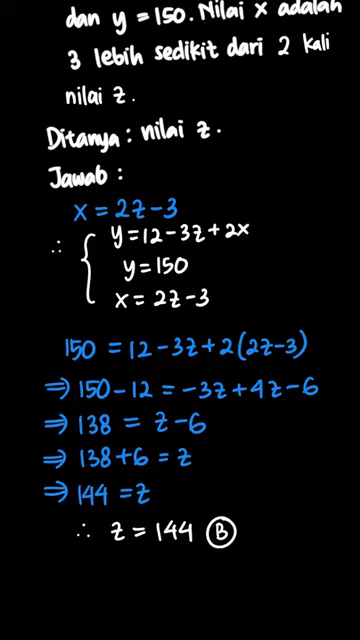 dan y = 150. Nilai x adalah
3 lebih sedikit dari 2 kali
nilai z.
Ditanya : nilai z.
Jawab :
x = 2z - 3
∴ { y = 12 - 3z + 2x
y = 150
x = 2z - 3
150 = 12 - 3z + 2 (2z - 3)
⇒ 150 - 12 = -3z + 4z - 6
⇒ 138 = z - 6
⇒ 138 + 6 = z
⇒ 144 = z
∴ z = 144 Ⓑ